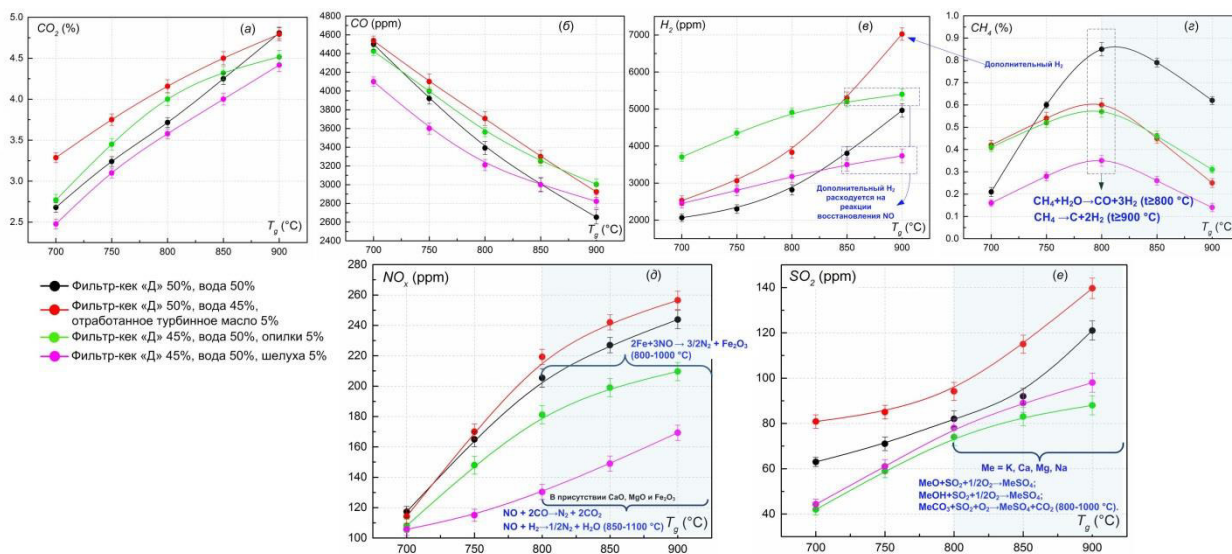 CO2 (%)
(а)
5.0
4.5
4.0
3.5
3.0
2.5
Tg (°C)
700 750 800 850 900
CO (ppm)
(б)
4800
4600
4400
4200
4000
3800
3600
3400
3200
3000
2800
2600
2400
Tg (°C)
700 750 800 850 900
H2 (ppm)
(в)
7000
6000
5000
4000
3000
2000
1000
Дополнительный H2
Дополнительный H2
расходуется на
реакции
восстановления NO
Tg (°C)
700 750 800 850 900
CH4 (%)
(г)
1.0
0.9
0.8
0.7
0.6
0.5
0.4
0.3
0.2
0.1
0.0
CH4+H2O→CO+3H2 (t≥800 °C)
CH4 →C+2H2 (t≥900 °C)
Tg (°C)
700 750 800 850 900
Фильтр-кек «Д» 50%, вода 50%
Фильтр-кек «Д» 50%, вода 45%,
отработанное турбинное масло 5%
Фильтр-кек «Д» 45%, вода 50%, опилки 5%
Фильтр-кек «Д» 45%, вода 50%, шелуха 5%
NOx (ppm)
(д)
280
260
240
220
200
180
160
140
120
100
2Fe+3NO→ 3/2N2 + Fe2O3
(800-1000 °C)
В присутствии CaO, MgO и Fe2O3
NO + 2CO→N2 + 2CO2
NO + H2→1/2N2 + H2O (850-1100 °C)
Tg (°C)
700 750 800 850 900
SO2 (ppm)
(е)
140
120
100
80
60
40
Me = K, Ca, Mg, Na
MeO+SO2+1/2O2→MeSO4;
MeOH+SO2+1/2O2→MeSO4;
MeCO3+SO2+O2→MeSO4+CO2 (800-1000 °C).
Tg (°C)
700 750 800 850 900